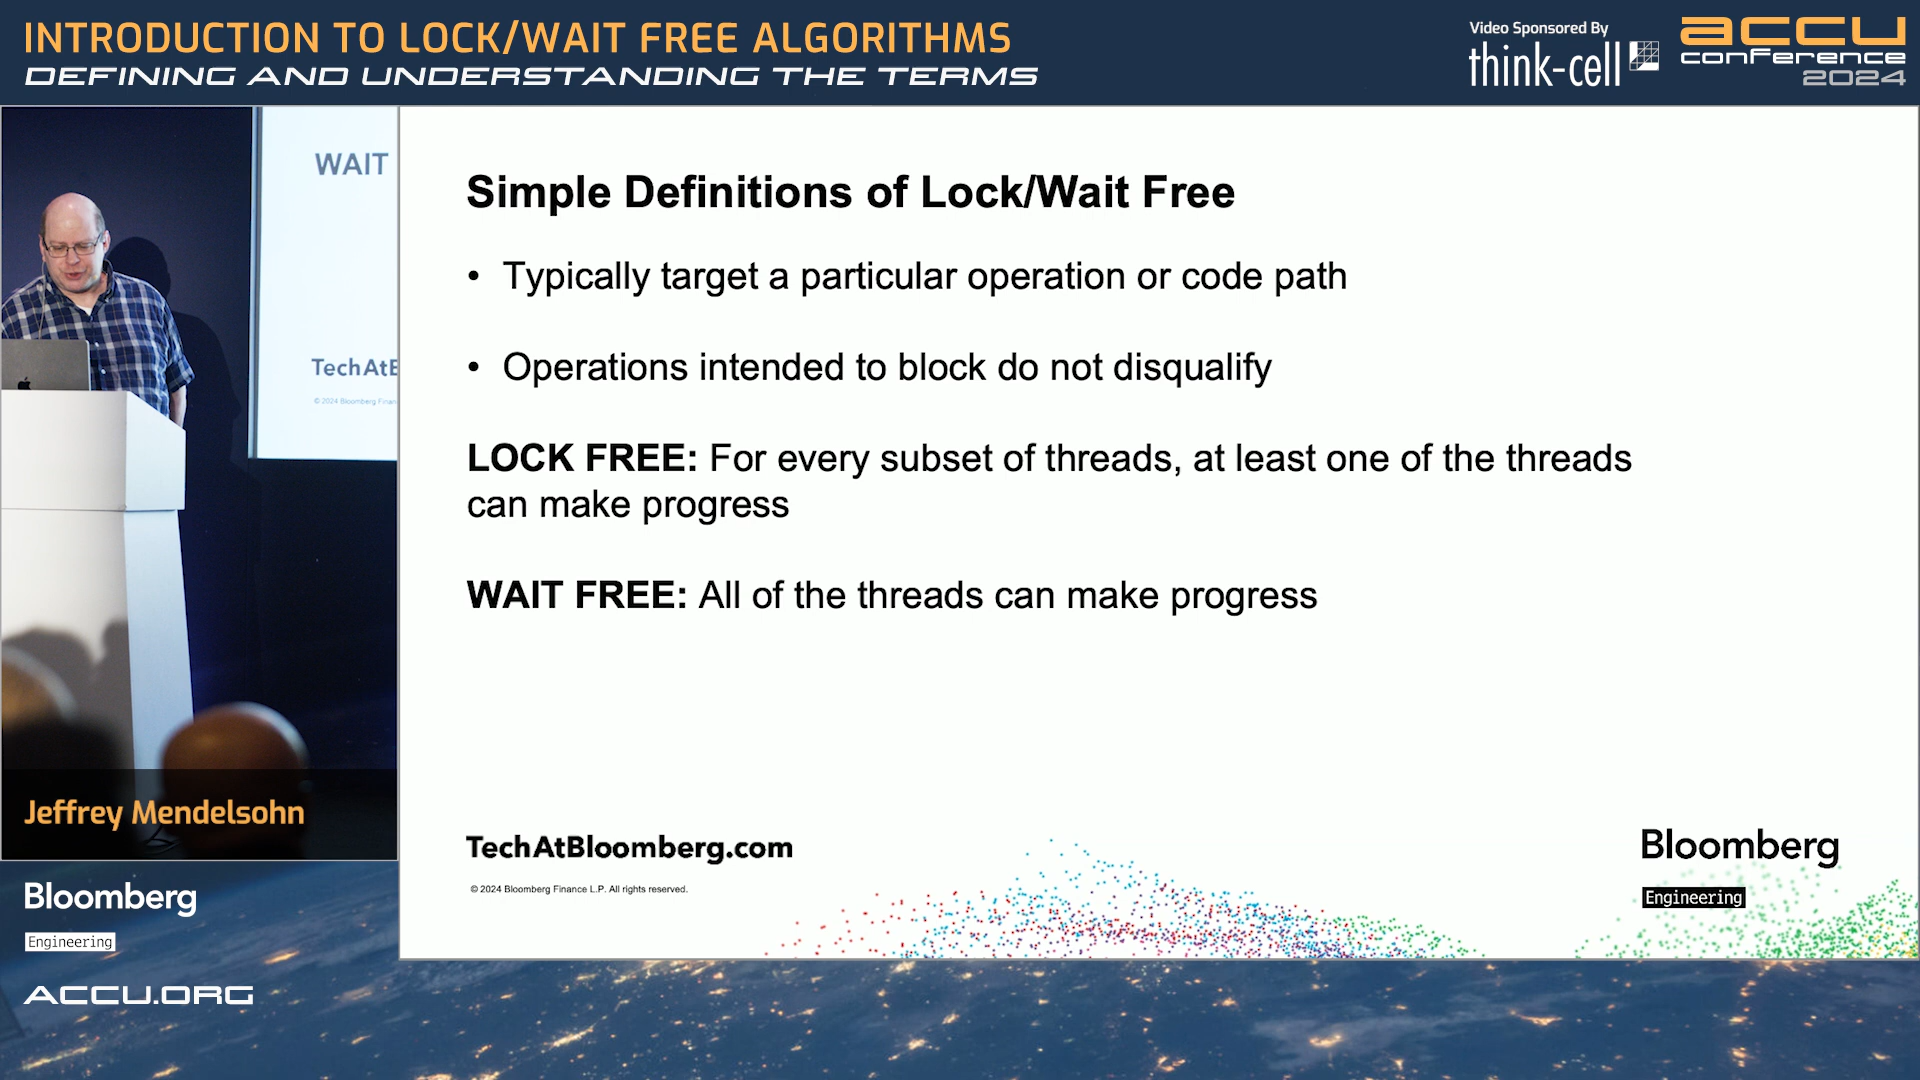 INTRODUCTION TO LOCK/WAIT FREE ALGORITHMS
DEFINING AND UNDERSTANDING THE TERMS
Video Sponsored By
think-cell
accu
conference
2024
WAIT
TechAtB
© 2024 Bloomberg Finan
Jeffrey Mendelsohn
Bloomberg
Engineering
ACCU.ORG
Simple Definitions of Lock/Wait Free
• Typically target a particular operation or code path
• Operations intended to block do not disqualify
LOCK FREE: For every subset of threads, at least one of the threads
can make progress
WAIT FREE: All of the threads can make progress
TechAtBloomberg.com
© 2024 Bloomberg Finance L.P. All rights reserved.
Bloomberg
Engineering